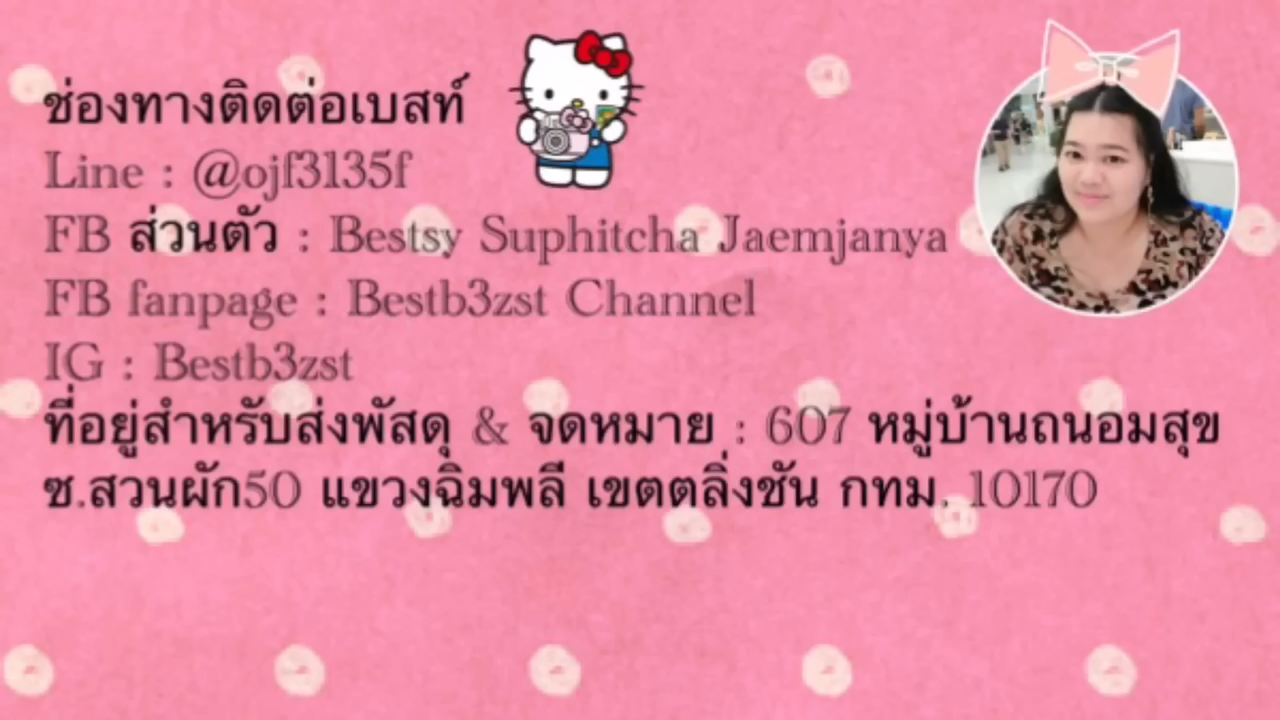 ช่องทางติดต่อเบสท์
Line : @ojf3135f
FB ส่วนตัว : Bestsy Suphitcha Jaemjanya
FB fanpage : Bestb3zst Channel
IG : Bestb3zst
ที่อยู่สำหรับส่งพัสดุ & จดหมาย : 607 หมู่บ้านถนอมสุข
ซ.สวนผัก50 แขวงฉิมพลี เขตตลิ่งชัน กทม. 10170